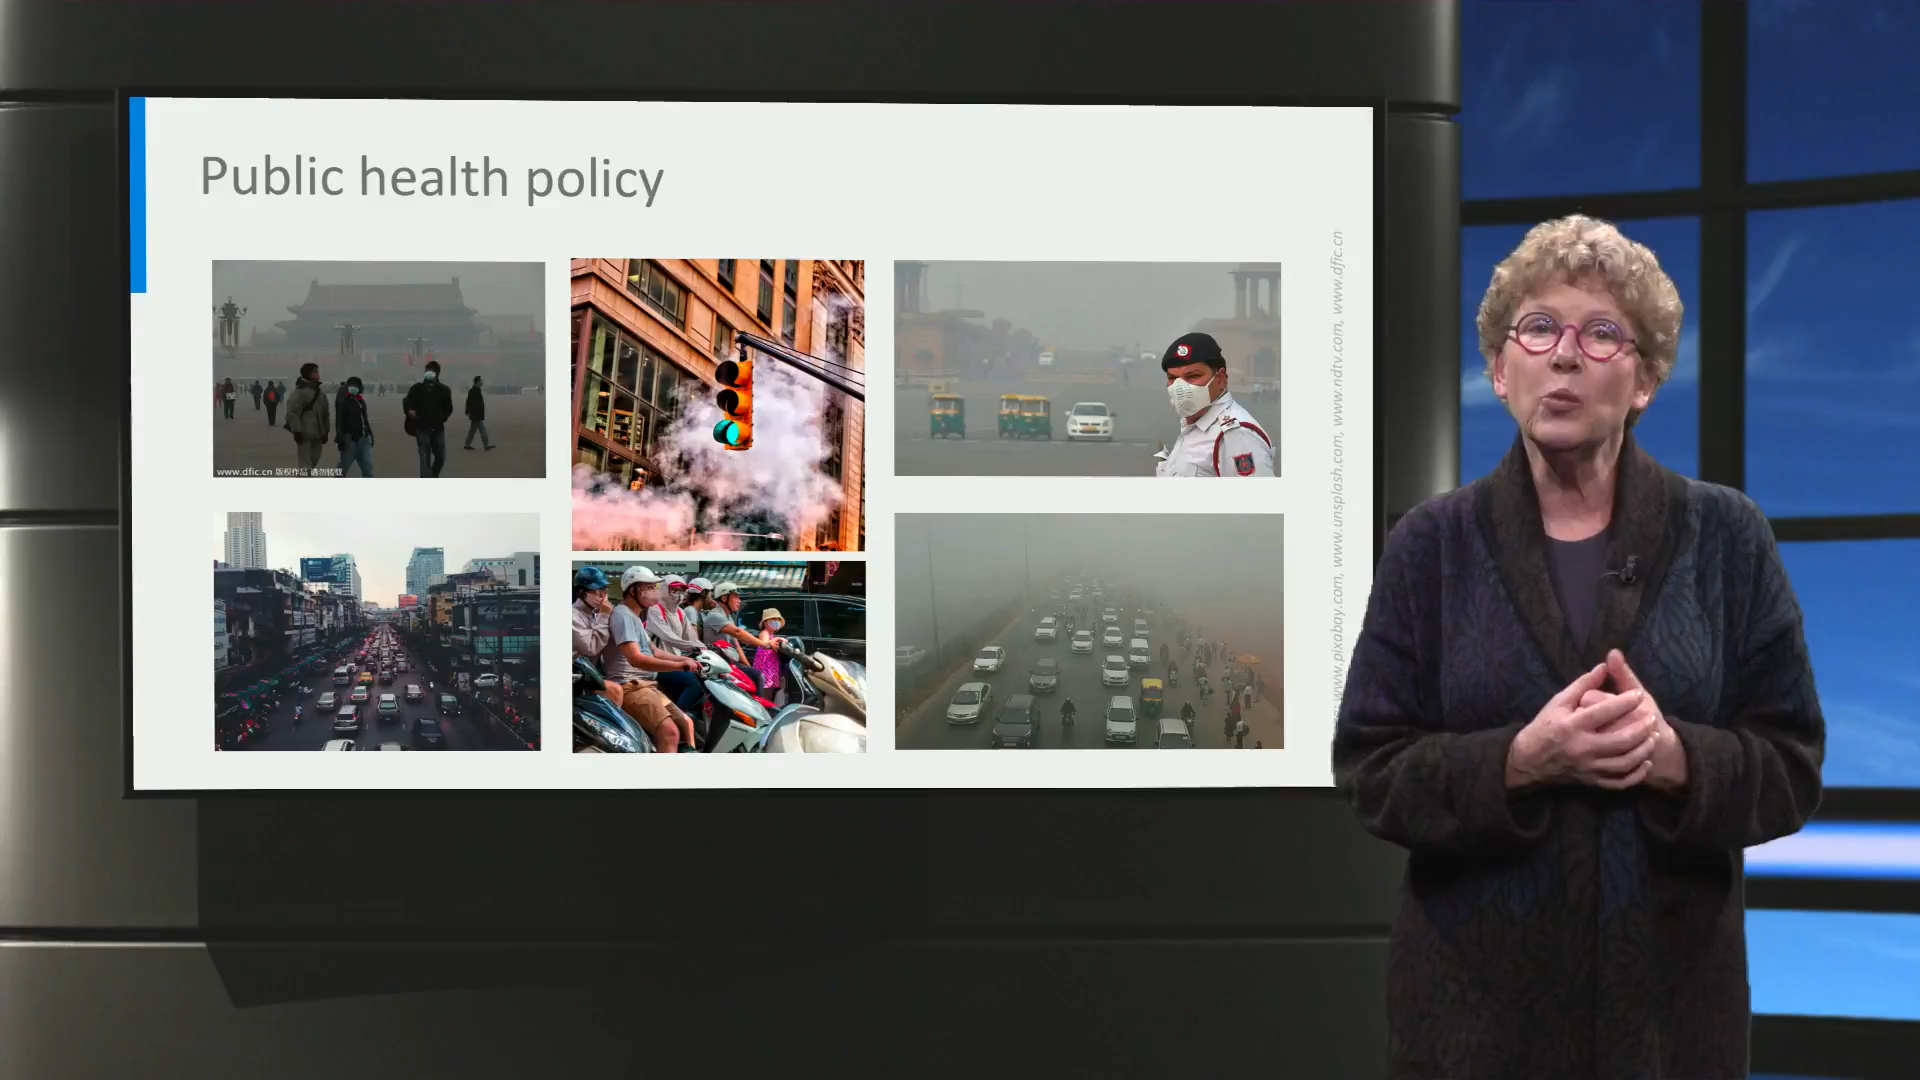 Public health policy
www.dfic.cn 版权作品 请勿转载
www.pixabay.com, www.unsplash.com, www.ndtv.com, www.dfic.cn